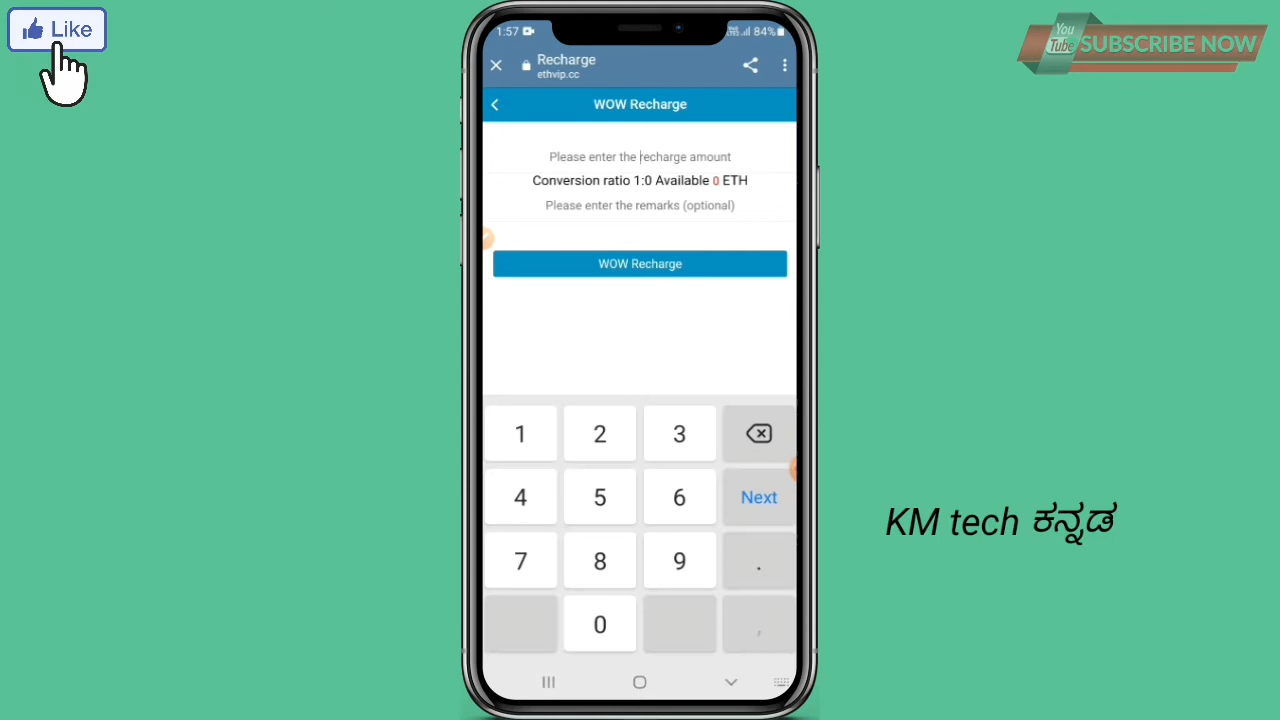 Like
You
Tube
SUBSCRIBE NOW
1:57
84%
Recharge
ethvip.cc
WOW Recharge
Please enter the recharge amount
Conversion ratio 1:0 Available 0 ETH
Please enter the remarks (optional)
WOW Recharge
1 2 3
4 5 6 Next
7 8 9 .
0 ,
KM tech ಕನ್ನಡ